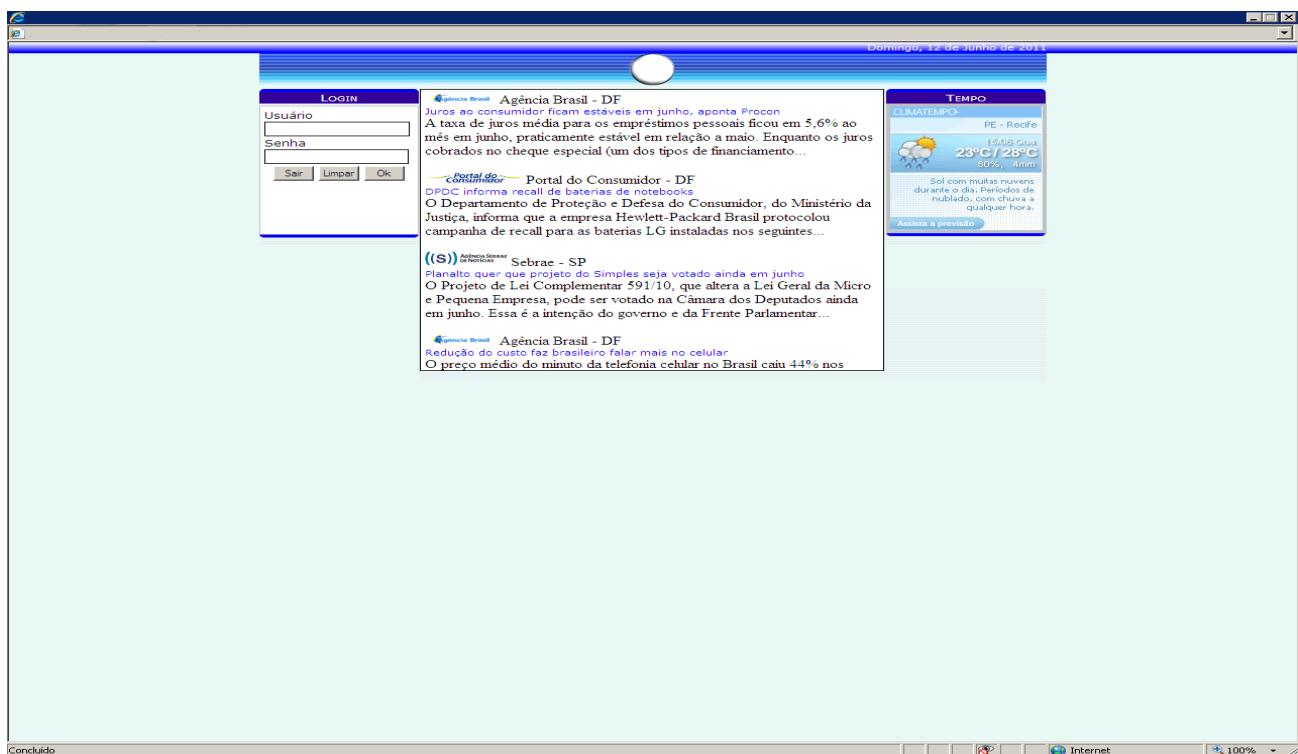 Domingo, 12 de Junho de 2011
LOGIN
Usuário
Senha
Sair Limpar Ok
Agência Brasil Agência Brasil - DF
Juros ao consumidor ficam estáveis em junho, aponta Procon
A taxa de juros média para os empréstimos pessoais ficou em 5,6% ao
mês em junho, praticamente estável em relação a maio. Enquanto os juros
cobrados no cheque especial (um dos tipos de financiamento...
Portal do
Consumidor Portal do Consumidor - DF
DPDC informa recall de baterias de notebooks
O Departamento de Proteção e Defesa do Consumidor, do Ministério da
Justiça, informa que a empresa Hewlett-Packard Brasil protocolou
campanha de recall para as baterias LG instaladas nos seguintes...
((S)) AGÊNCIA SEBRAE
DE NOTÍCIAS Sebrae - SP
Planalto quer que projeto do Simples seja votado ainda em junho
O Projeto de Lei Complementar 591/10, que altera a Lei Geral da Micro
e Pequena Empresa, pode ser votado na Câmara dos Deputados ainda
em junho. Essa é a intenção do governo e da Frente Parlamentar...
Agência Brasil Agência Brasil - DF
Redução do custo faz brasileiro falar mais no celular
O preço médio do minuto da telefonia celular no Brasil caiu 44% nos
TEMPO
CLIMATEMPO
PE - Recife
15/06 Qua
23ºC / 28ºC
80%, 4mm
Sol com muitas nuvens
durante o dia. Períodos de
nublado, com chuva a
qualquer hora.
Assista a previsão
Concluído
Internet
100%